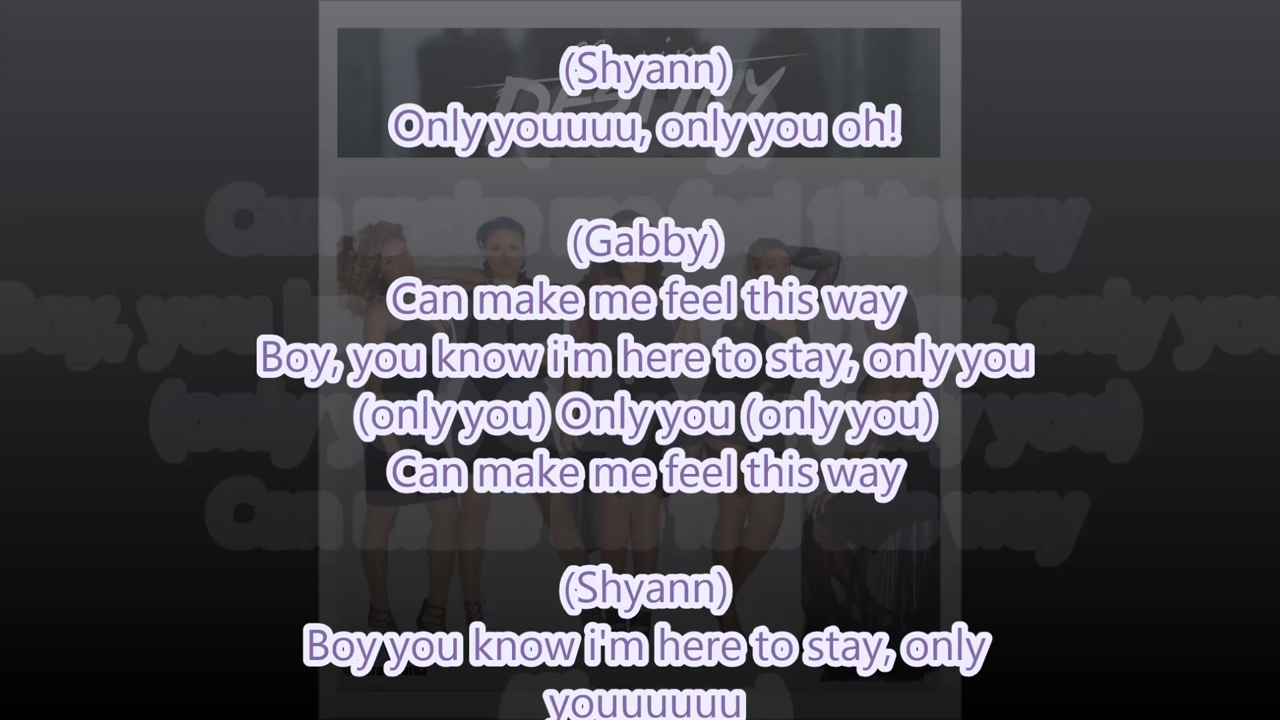 (Shyann)
Only youuuu, only you oh!
(Gabby)
Can make me feel this way
Boy, you know i'm here to stay, only you
(only you) Only you (only you)
Can make me feel this way
(Shyann)
Boy you know i'm here to stay, only
youuuuuu
DESTINY